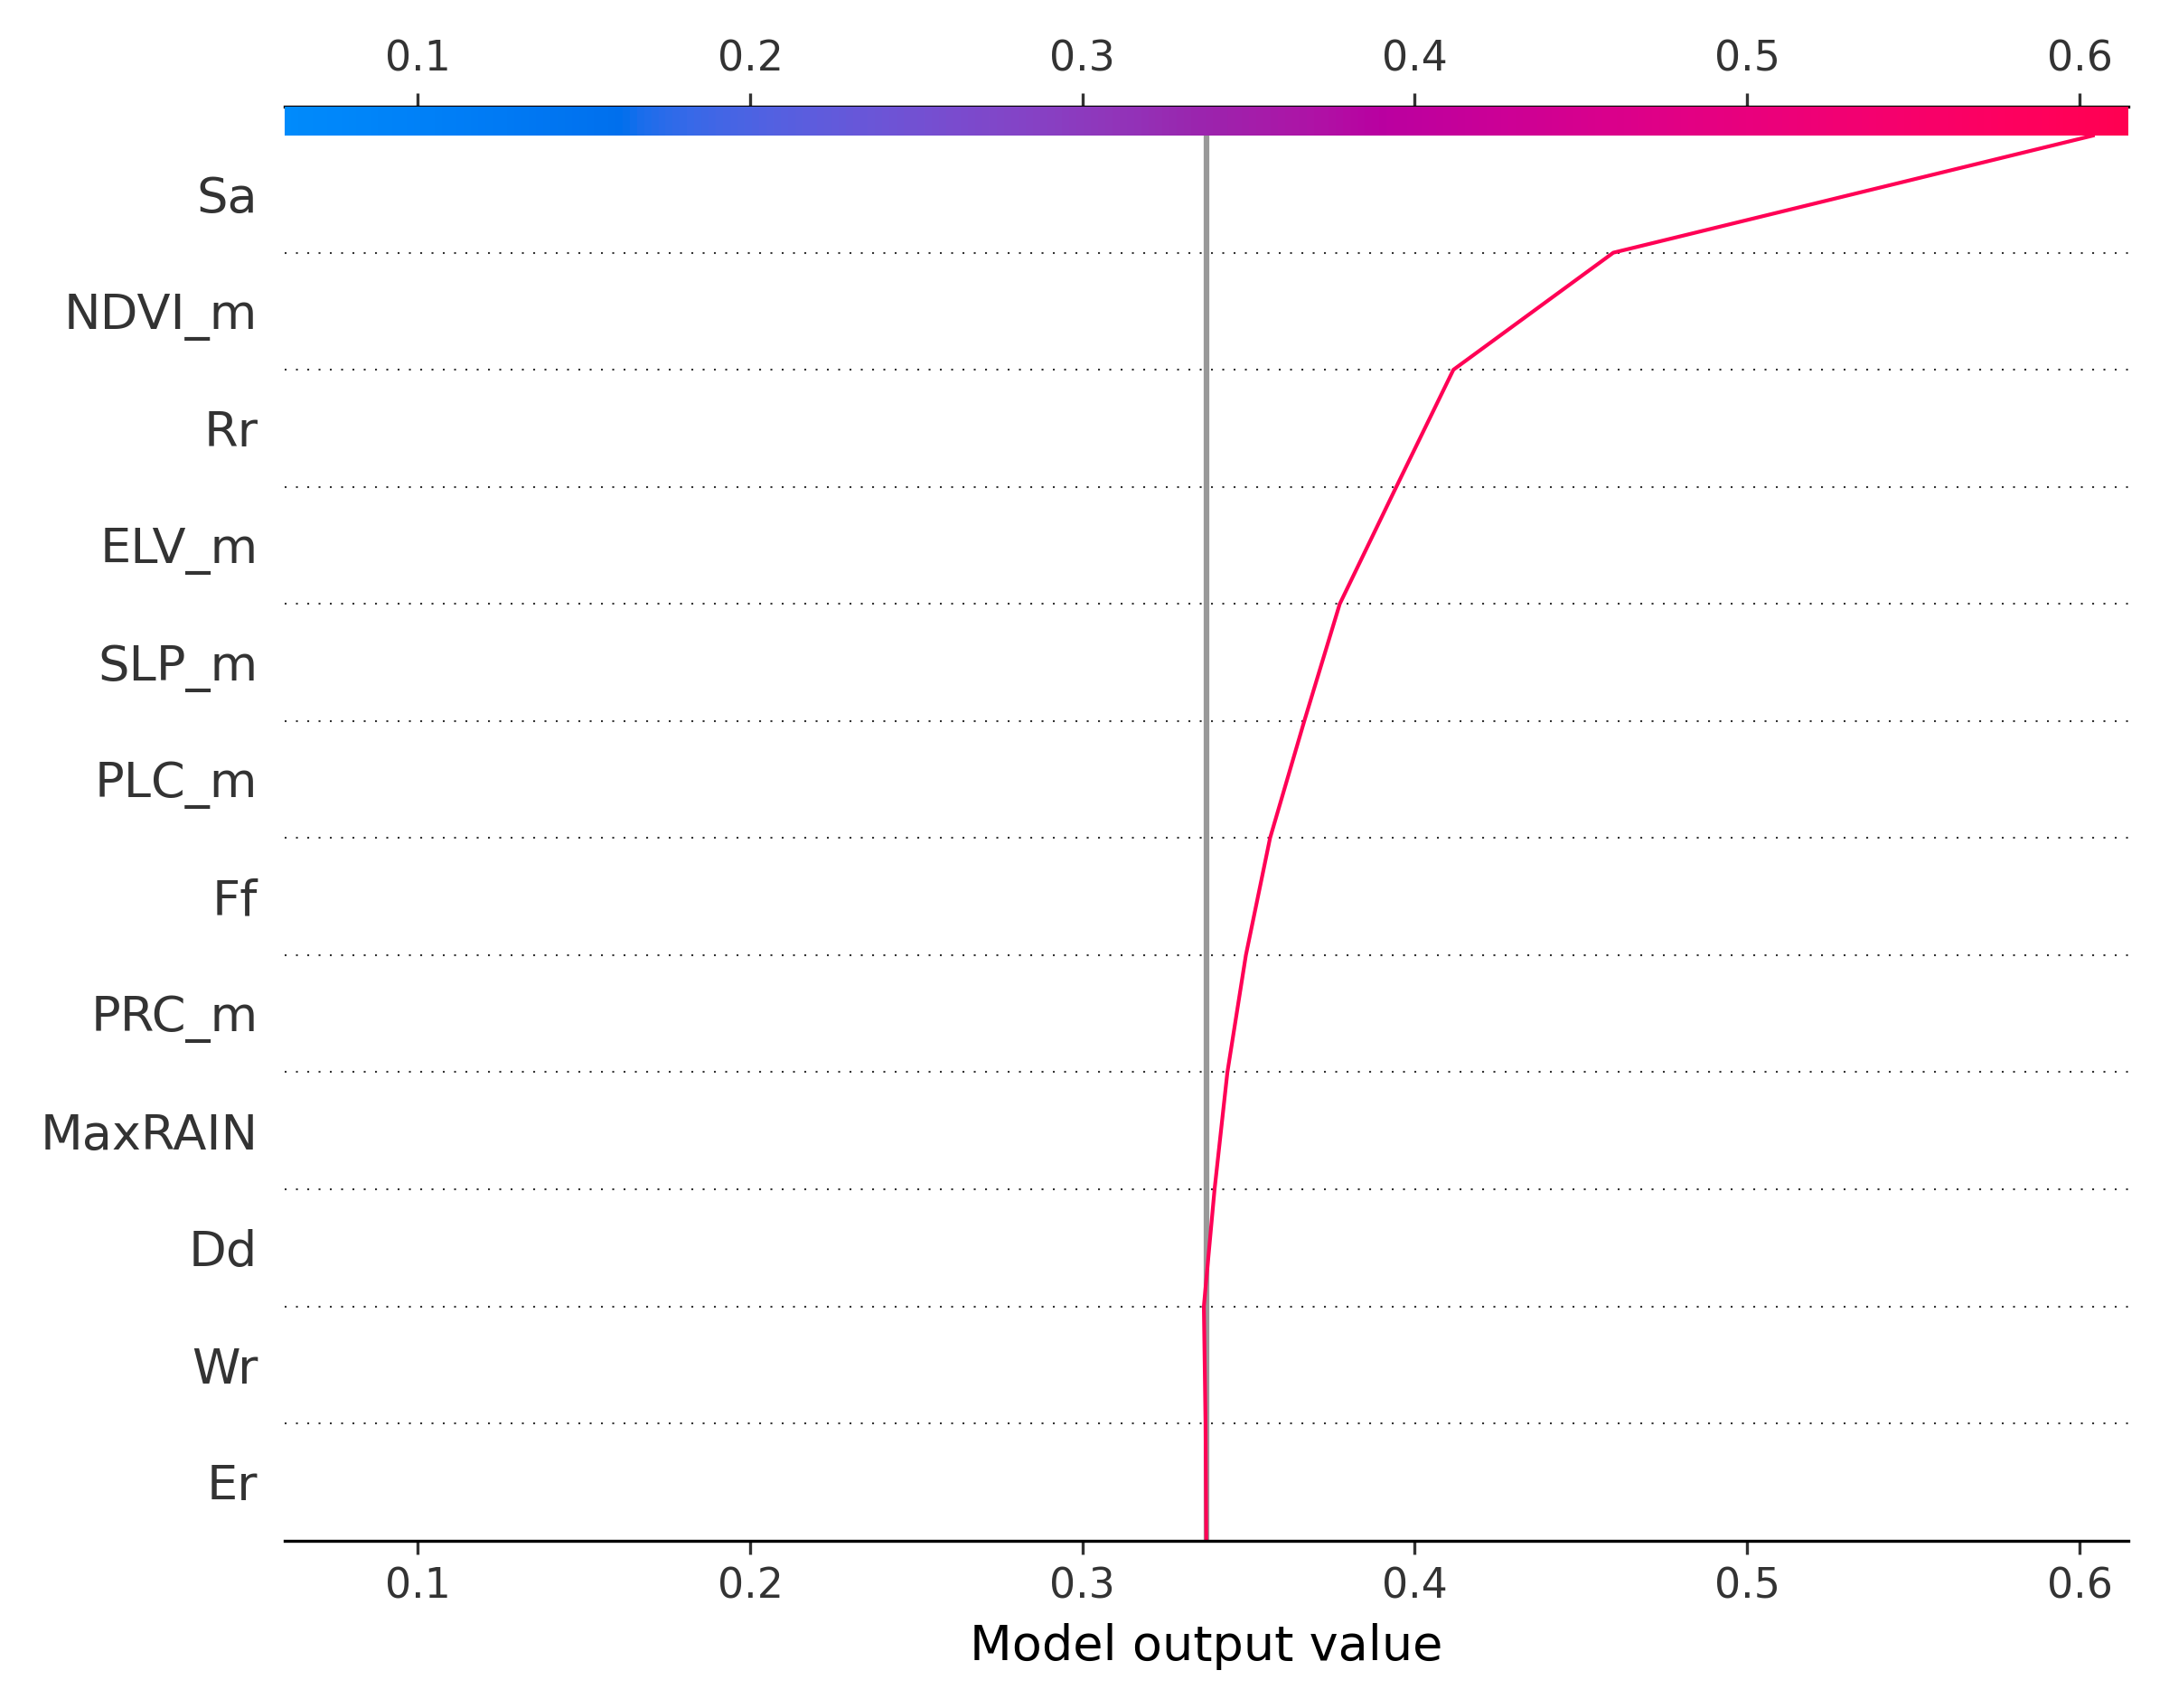 0.1 0.2 0.3 0.4 0.5 0.6
Sa
NDVI_m
Rr
ELV_m
SLP_m
PLC_m
Ff
PRC_m
MaxRAIN
Dd
Wr
Er
0.1 0.2 0.3 0.4 0.5 0.6
Model output value